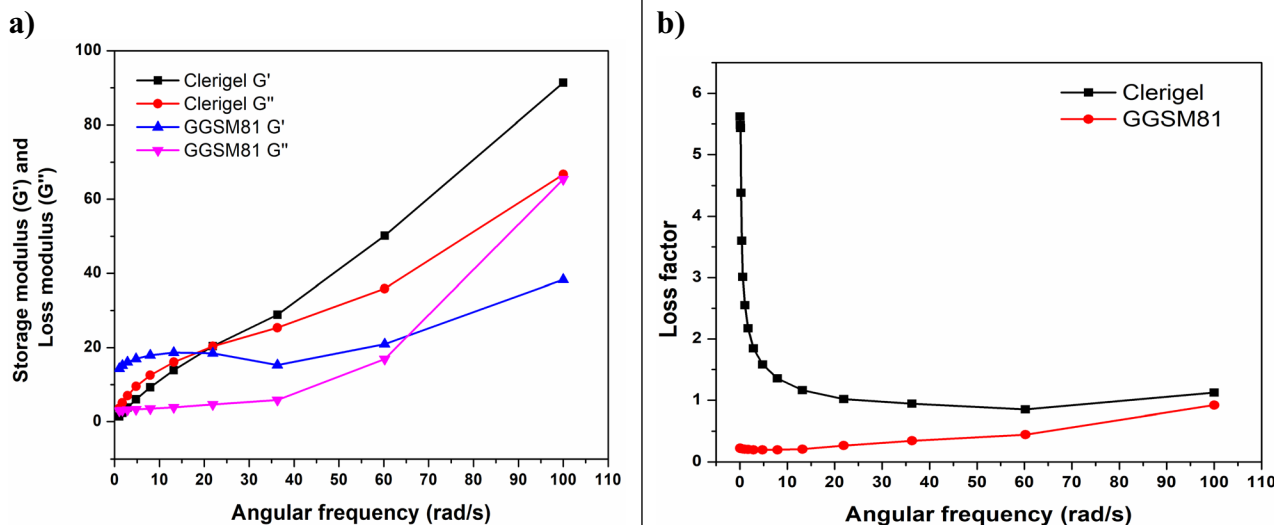 a)
Storage modulus (G') and
Loss modulus (G'')
100
80
60
40
20
0
Clerigel G'
Clerigel G''
GGSM81 G'
GGSM81 G''
0 10 20 30 40 50 60 70 80 90 100 110
Angular frequency (rad/s)
b)
Loss factor
6
5
4
3
2
1
0
Clerigel
GGSM81
0 10 20 30 40 50 60 70 80 90 100 110
Angular frequency (rad/s)